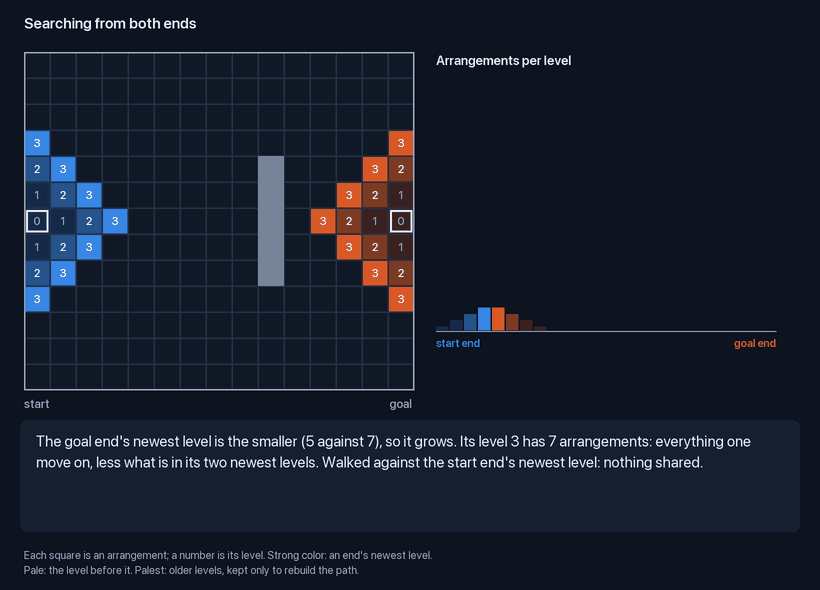 Searching from both ends
Arrangements per level
3 3
2 3 3 2
1 2 3 3 2 1
0 1 2 3 3 2 1 0
1 2 3 3 2 1
2 3 3 2
3 3
start end goal end
start goal
The goal end's newest level is the smaller (5 against 7), so it grows. Its level 3 has 7 arrangements: everything one
move on, less what is in its two newest levels. Walked against the start end's newest level: nothing shared.
Each square is an arrangement; a number is its level. Strong color: an end's newest level.
Pale: the level before it. Palest: older levels, kept only to rebuild the path.